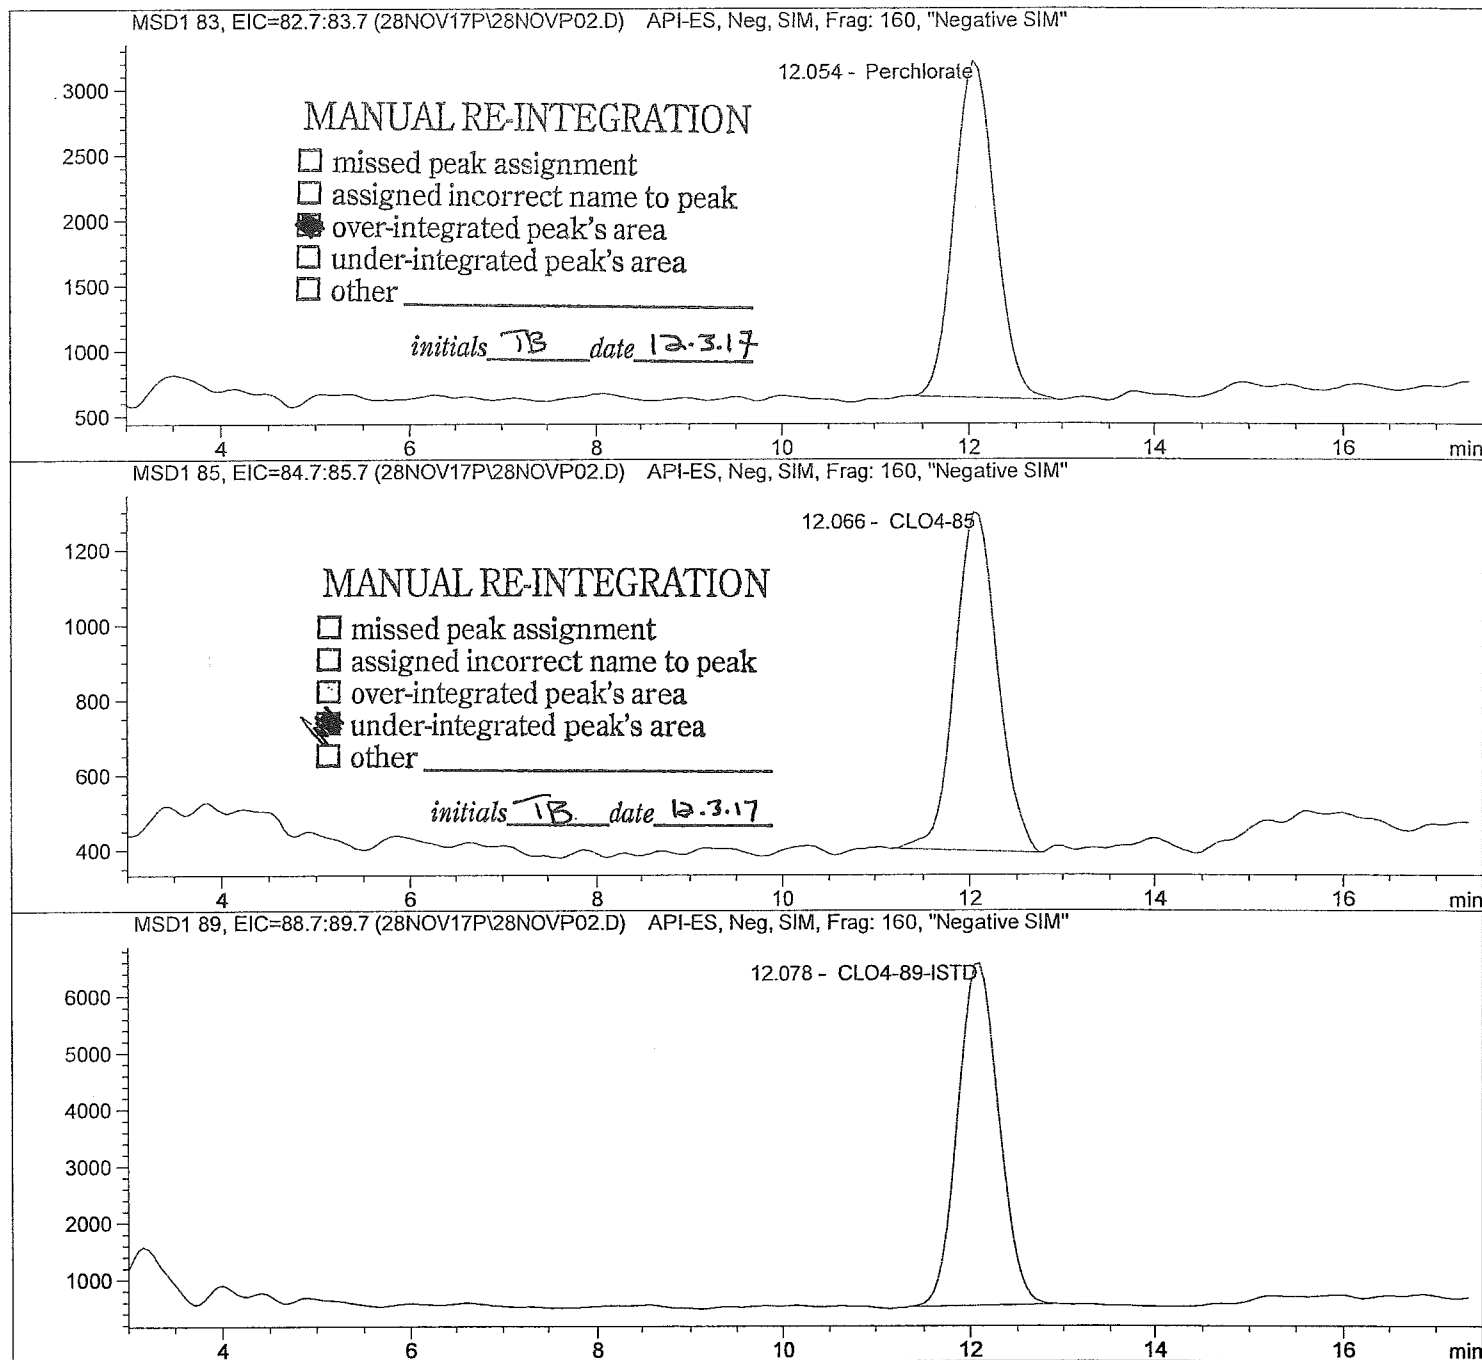 MSD1 83, EIC=82.7:83.7 (28NOV17P\28NOVP02.D) API-ES, Neg, SIM, Frag: 160, "Negative SIM"
12.054 - Perchlorate
3000
2500
2000
1500
1000
500
MANUAL RE-INTEGRATION
missed peak assignment
assigned incorrect name to peak
over-integrated peak's area
under-integrated peak's area
other
initials TB date 12.3.17
4 6 8 10 12 14 16 min
MSD1 85, EIC=84.7:85.7 (28NOV17P\28NOVP02.D) API-ES, Neg, SIM, Frag: 160, "Negative SIM"
12.066 - CLO4-85
1200
1000
800
600
400
MANUAL RE-INTEGRATION
missed peak assignment
assigned incorrect name to peak
over-integrated peak's area
under-integrated peak's area
other
initials TB date 12.3.17
4 6 8 10 12 14 16 min
MSD1 89, EIC=88.7:89.7 (28NOV17P\28NOVP02.D) API-ES, Neg, SIM, Frag: 160, "Negative SIM"
12.078 - CLO4-89-ISTD
6000
5000
4000
3000
2000
1000
4 6 8 10 12 14 16 min